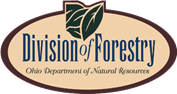 Division of Forestry
Ohio Department of Natural Resources